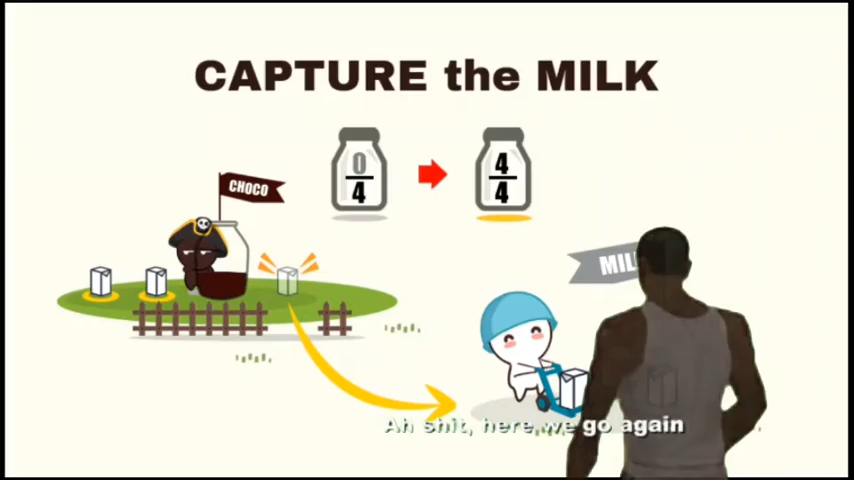 CAPTURE the MILK
0
4
4
4
CHOCO
MIL
Ah shit, here we go again